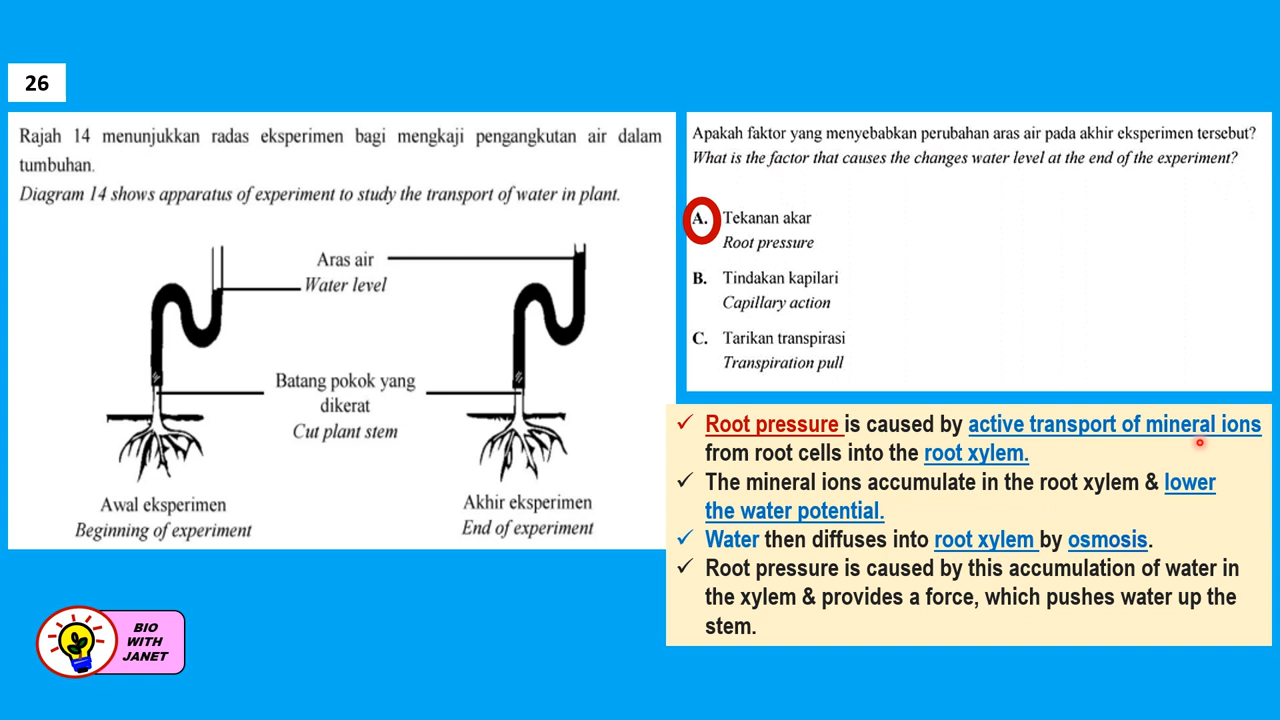 26
Rajah 14 menunjukkan radas eksperimen bagi mengkaji pengangkutan air dalam
tumbuhan.
Diagram 14 shows apparatus of experiment to study the transport of water in plant.
Aras air
Water level
Batang pokok yang
dikerat
Cut plant stem
Awal eksperimen
Beginning of experiment
Akhir eksperimen
End of experiment
Apakah faktor yang menyebabkan perubahan aras air pada akhir eksperimen tersebut?
What is the factor that causes the changes water level at the end of the experiment?
A. Tekanan akar
Root pressure
B. Tindakan kapilari
Capillary action
C. Tarikan transpirasi
Transpiration pull
✓ Root pressure is caused by active transport of mineral ions
from root cells into the root xylem.
✓ The mineral ions accumulate in the root xylem & lower
the water potential.
✓ Water then diffuses into root xylem by osmosis.
✓ Root pressure is caused by this accumulation of water in
the xylem & provides a force, which pushes water up the
stem.
BIO
WITH
JANET